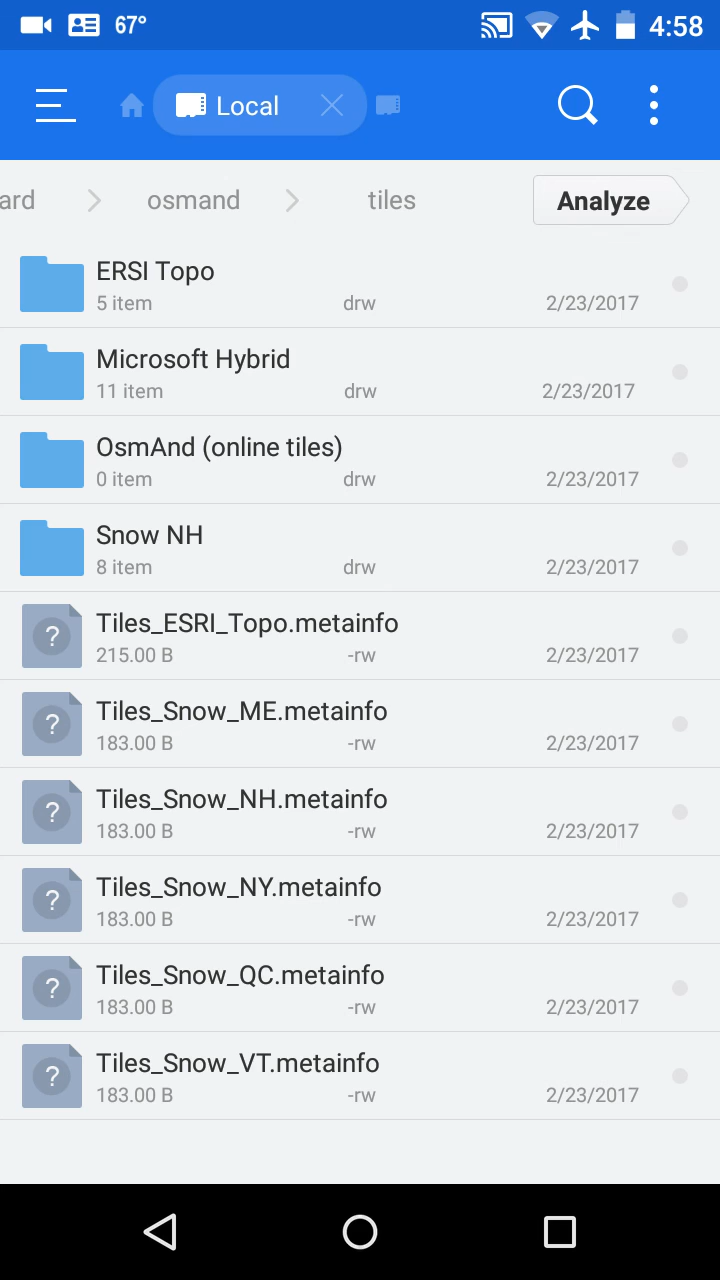 67° 4:58
Local
ard osmand tiles Analyze
ERSI Topo
5 item drw 2/23/2017
Microsoft Hybrid
11 item drw 2/23/2017
OsmAnd (online tiles)
0 item drw 2/23/2017
Snow NH
8 item drw 2/23/2017
? Tiles_ESRI_Topo.metainfo
215.00 B -rw 2/23/2017
? Tiles_Snow_ME.metainfo
183.00 B -rw 2/23/2017
? Tiles_Snow_NH.metainfo
183.00 B -rw 2/23/2017
? Tiles_Snow_NY.metainfo
183.00 B -rw 2/23/2017
? Tiles_Snow_QC.metainfo
183.00 B -rw 2/23/2017
? Tiles_Snow_VT.metainfo
183.00 B -rw 2/23/2017